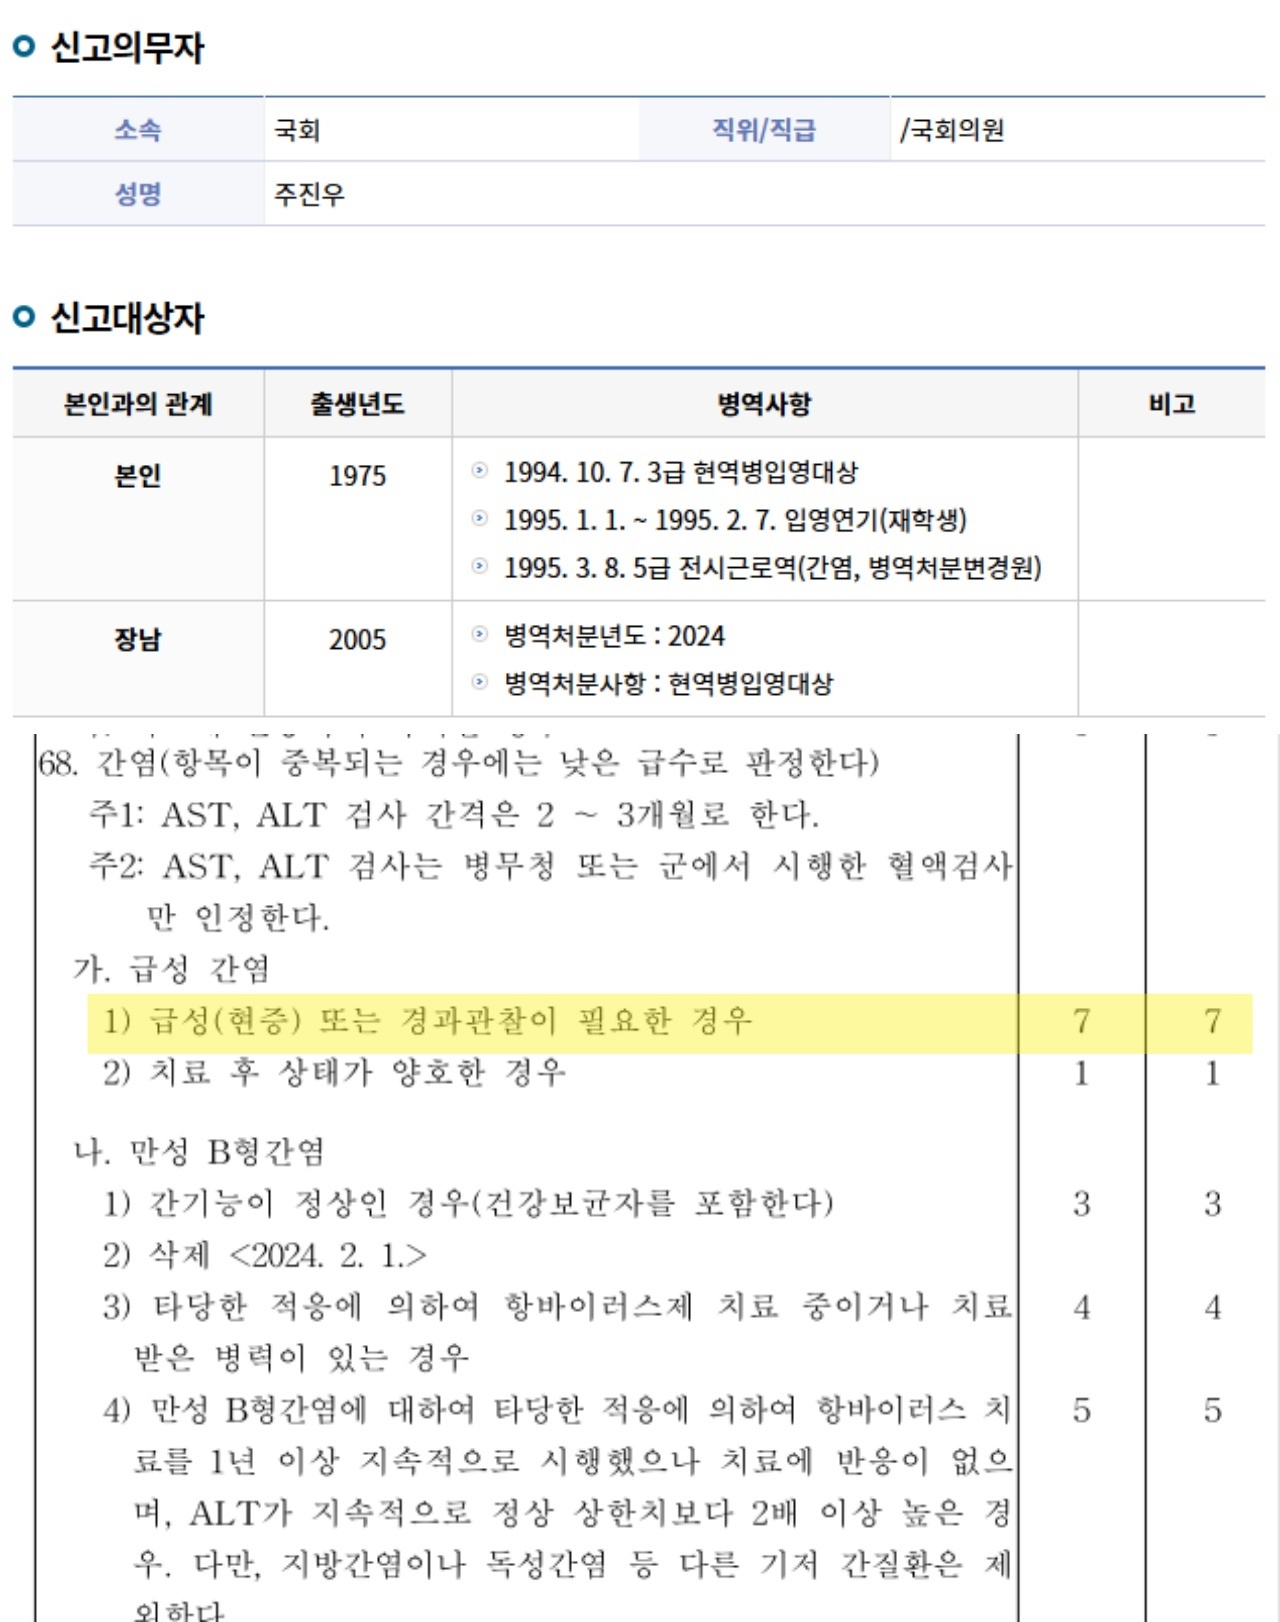 신고의무자
소속 국회 직위/직급 /국회의원
성명 주진우
신고대상자
본인과의 관계 출생년도 병역사항 비고
본인 1975 1994. 10. 7. 3급 현역병입영대상
1995. 1. 1. ~ 1995. 2. 7. 입영연기(재학생)
1995. 3. 8. 5급 전시근로역(간염, 병역처분변경원)
장남 2005 병역처분년도 : 2024
병역처분사항 : 현역병입영대상
68. 간염(항목이 중복되는 경우에는 낮은 급수로 판정한다)
주1: AST, ALT 검사 간격은 2 ~ 3개월로 한다.
주2: AST, ALT 검사는 병무청 또는 군에서 시행한 혈액검사
만 인정한다.
가. 급성 간염
1) 급성(현증) 또는 경과관찰이 필요한 경우 7 7
2) 치료 후 상태가 양호한 경우 1 1
나. 만성 B형간염
1) 간기능이 정상인 경우(건강보균자를 포함한다) 3 3
2) 삭제 <2024. 2. 1.>
3) 타당한 적응에 의하여 항바이러스제 치료 중이거나 치료 4 4
받은 병력이 있는 경우
4) 만성 B형간염에 대하여 타당한 적응에 의하여 항바이러스 치 5 5
료를 1년 이상 지속적으로 시행했으나 치료에 반응이 없으
며, ALT가 지속적으로 정상 상한치보다 2배 이상 높은 경
우. 다만, 지방간염이나 독성간염 등 다른 기저 간질환은 제
외한다